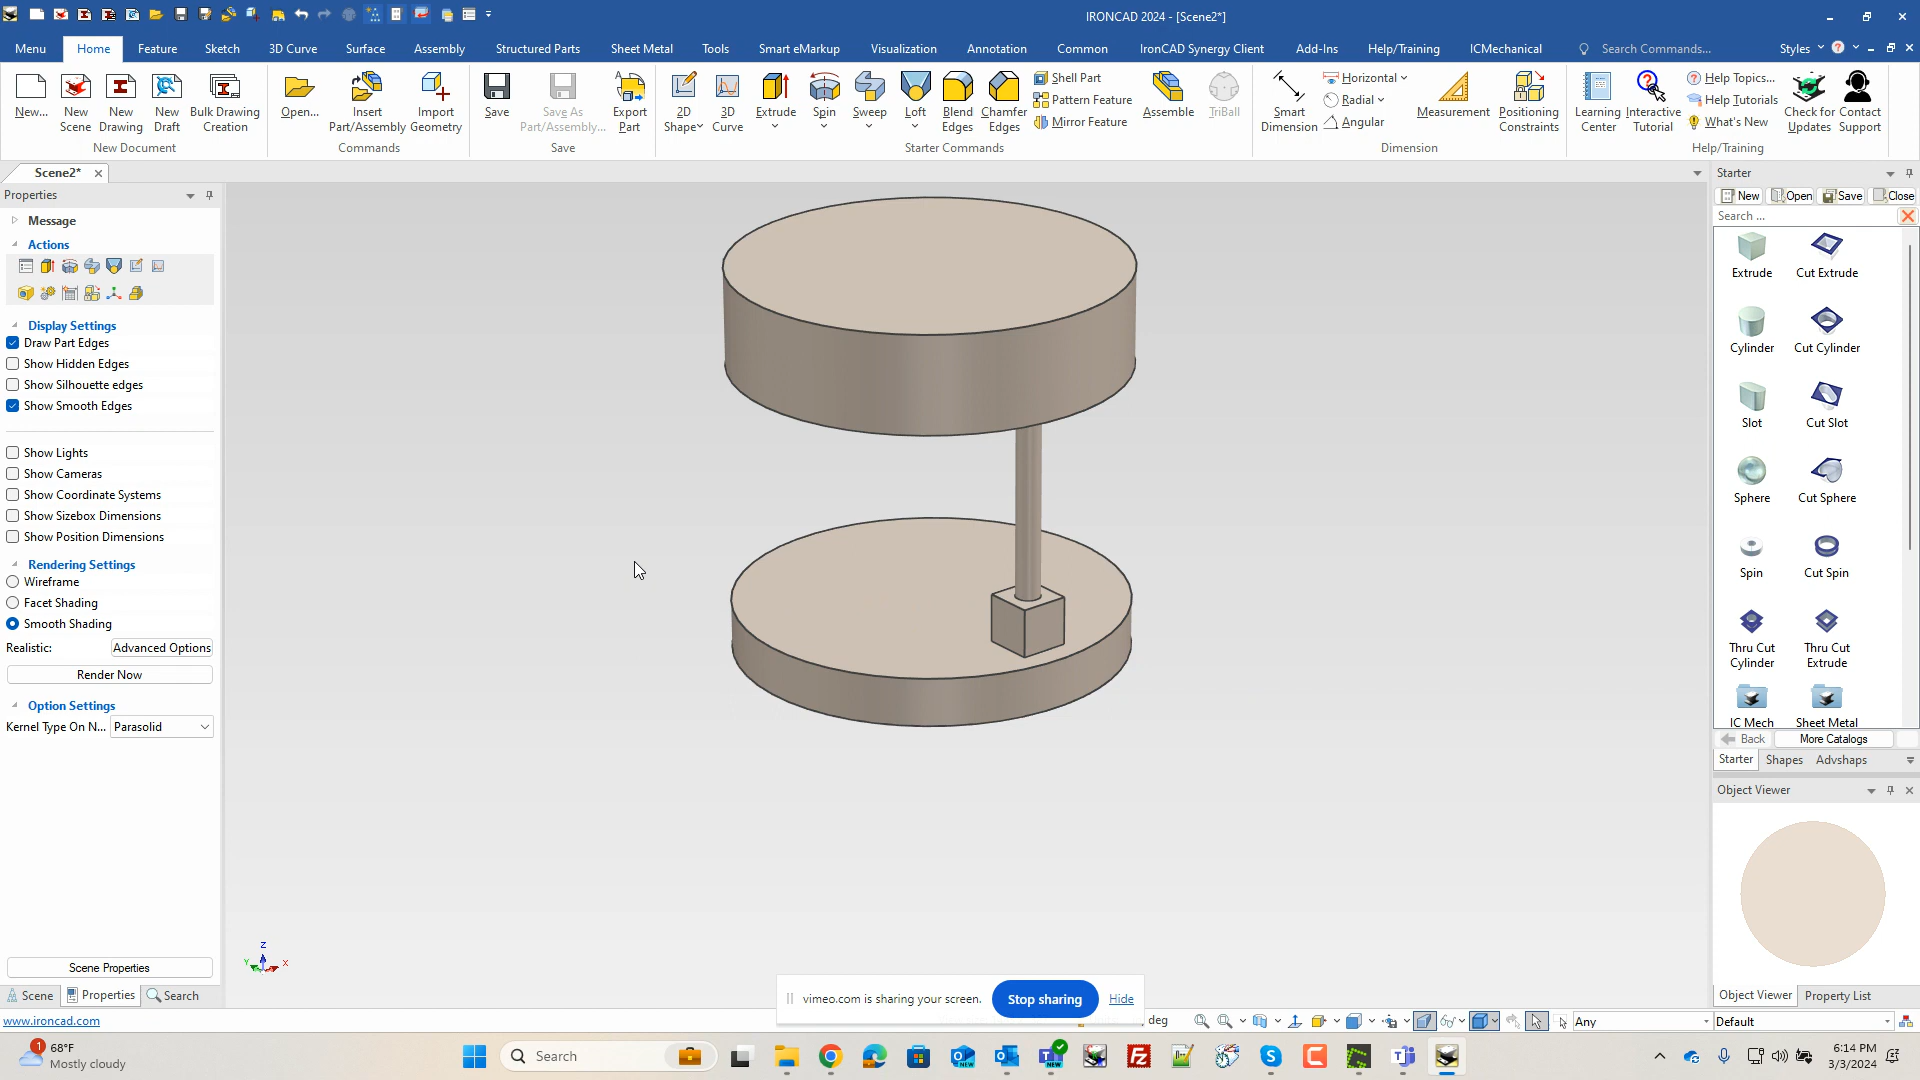 IRONCAD 2024 - [Scene2*]
Menu Home Feature Sketch 3D Curve Surface Assembly Structured Parts Sheet Metal Tools Smart eMarkup Visualization Annotation Common IronCAD Synergy Client Add-Ins Help/Training ICMechanical Search Commands... Styles
New... New Scene New Drawing New Draft Bulk Drawing Creation
New Document
Open... Insert Part/Assembly Import Geometry
Commands
Save Save As Part/Assembly... Export Part
Save
2D Shape 3D Curve Extrude Spin Sweep Loft Blend Edges Chamfer Edges
Shell Part
Pattern Feature
Mirror Feature
Assemble TriBall
Starter Commands
Smart Dimension
Horizontal
Radial
Angular
Measurement Positioning Constraints
Dimension
Learning Center Interactive Tutorial
Help Topics...
Help Tutorials
What's New
Check for Updates Contact Support
Help/Training
Scene2*
Properties
Message
Actions
Display Settings
Draw Part Edges
Show Hidden Edges
Show Silhouette edges
Show Smooth Edges
Show Lights
Show Cameras
Show Coordinate Systems
Show Sizebox Dimensions
Show Position Dimensions
Rendering Settings
Wireframe
Facet Shading
Smooth Shading
Realistic: Advanced Options
Render Now
Option Settings
Kernel Type On N... Parasolid
Scene Properties
Scene Properties Search
www.ironcad.com
Z
Y X
vimeo.com is sharing your screen. Stop sharing Hide
deg
Any
Default
Starter
New Open Save Close
Search ...
Extrude Cut Extrude
Cylinder Cut Cylinder
Slot Cut Slot
Sphere Cut Sphere
Spin Cut Spin
Thru Cut Cylinder Thru Cut Extrude
IC Mech Sheet Metal
Back More Catalogs
Starter Shapes Advshaps
Object Viewer
Object Viewer Property List
1
68°F
Mostly cloudy
Search
NEW
NEW
6:14 PM
3/3/2024